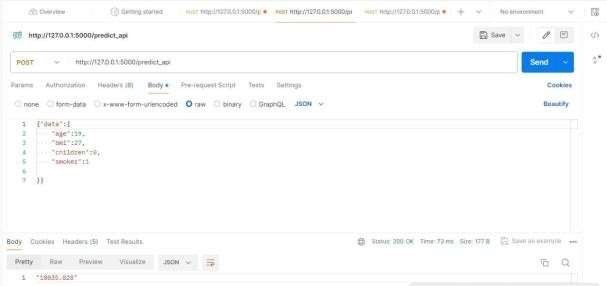 Overview Getting started POST http://127.0.0.1:5000/p POST http://127.0.0.1:5000/pr POST http://127.0.0.1:5000/p + No environment
http://127.0.0.1:5000/predict_api Save
POST http://127.0.0.1:5000/predict_api Send
Params Authorization Headers (8) Body Pre-request Script Tests Settings Cookies
none form-data x-www-form-urlencoded raw binary GraphQL JSON Beautify
1 {"data":{
2 "age":19,
3 "bmi":27,
4 "children":0,
5 "smoker":1
6
7 }}
Body Cookies Headers (5) Test Results Status: 200 OK Time: 73 ms Size: 177 B Save as example
Pretty Raw Preview Visualize JSON
1